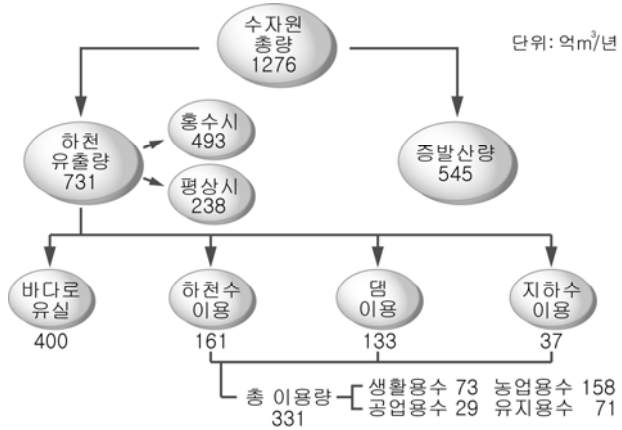 수자원
총량
1276
단위: 억m³/년
하천
유출량
731
홍수시
493
평상시
238
증발산량
545
바다로
유실
400
하천수
이용
161
댐
이용
133
지하수
이용
37
총 이용량
331
생활용수 73 농업용수 158
공업용수 29 유지용수 71